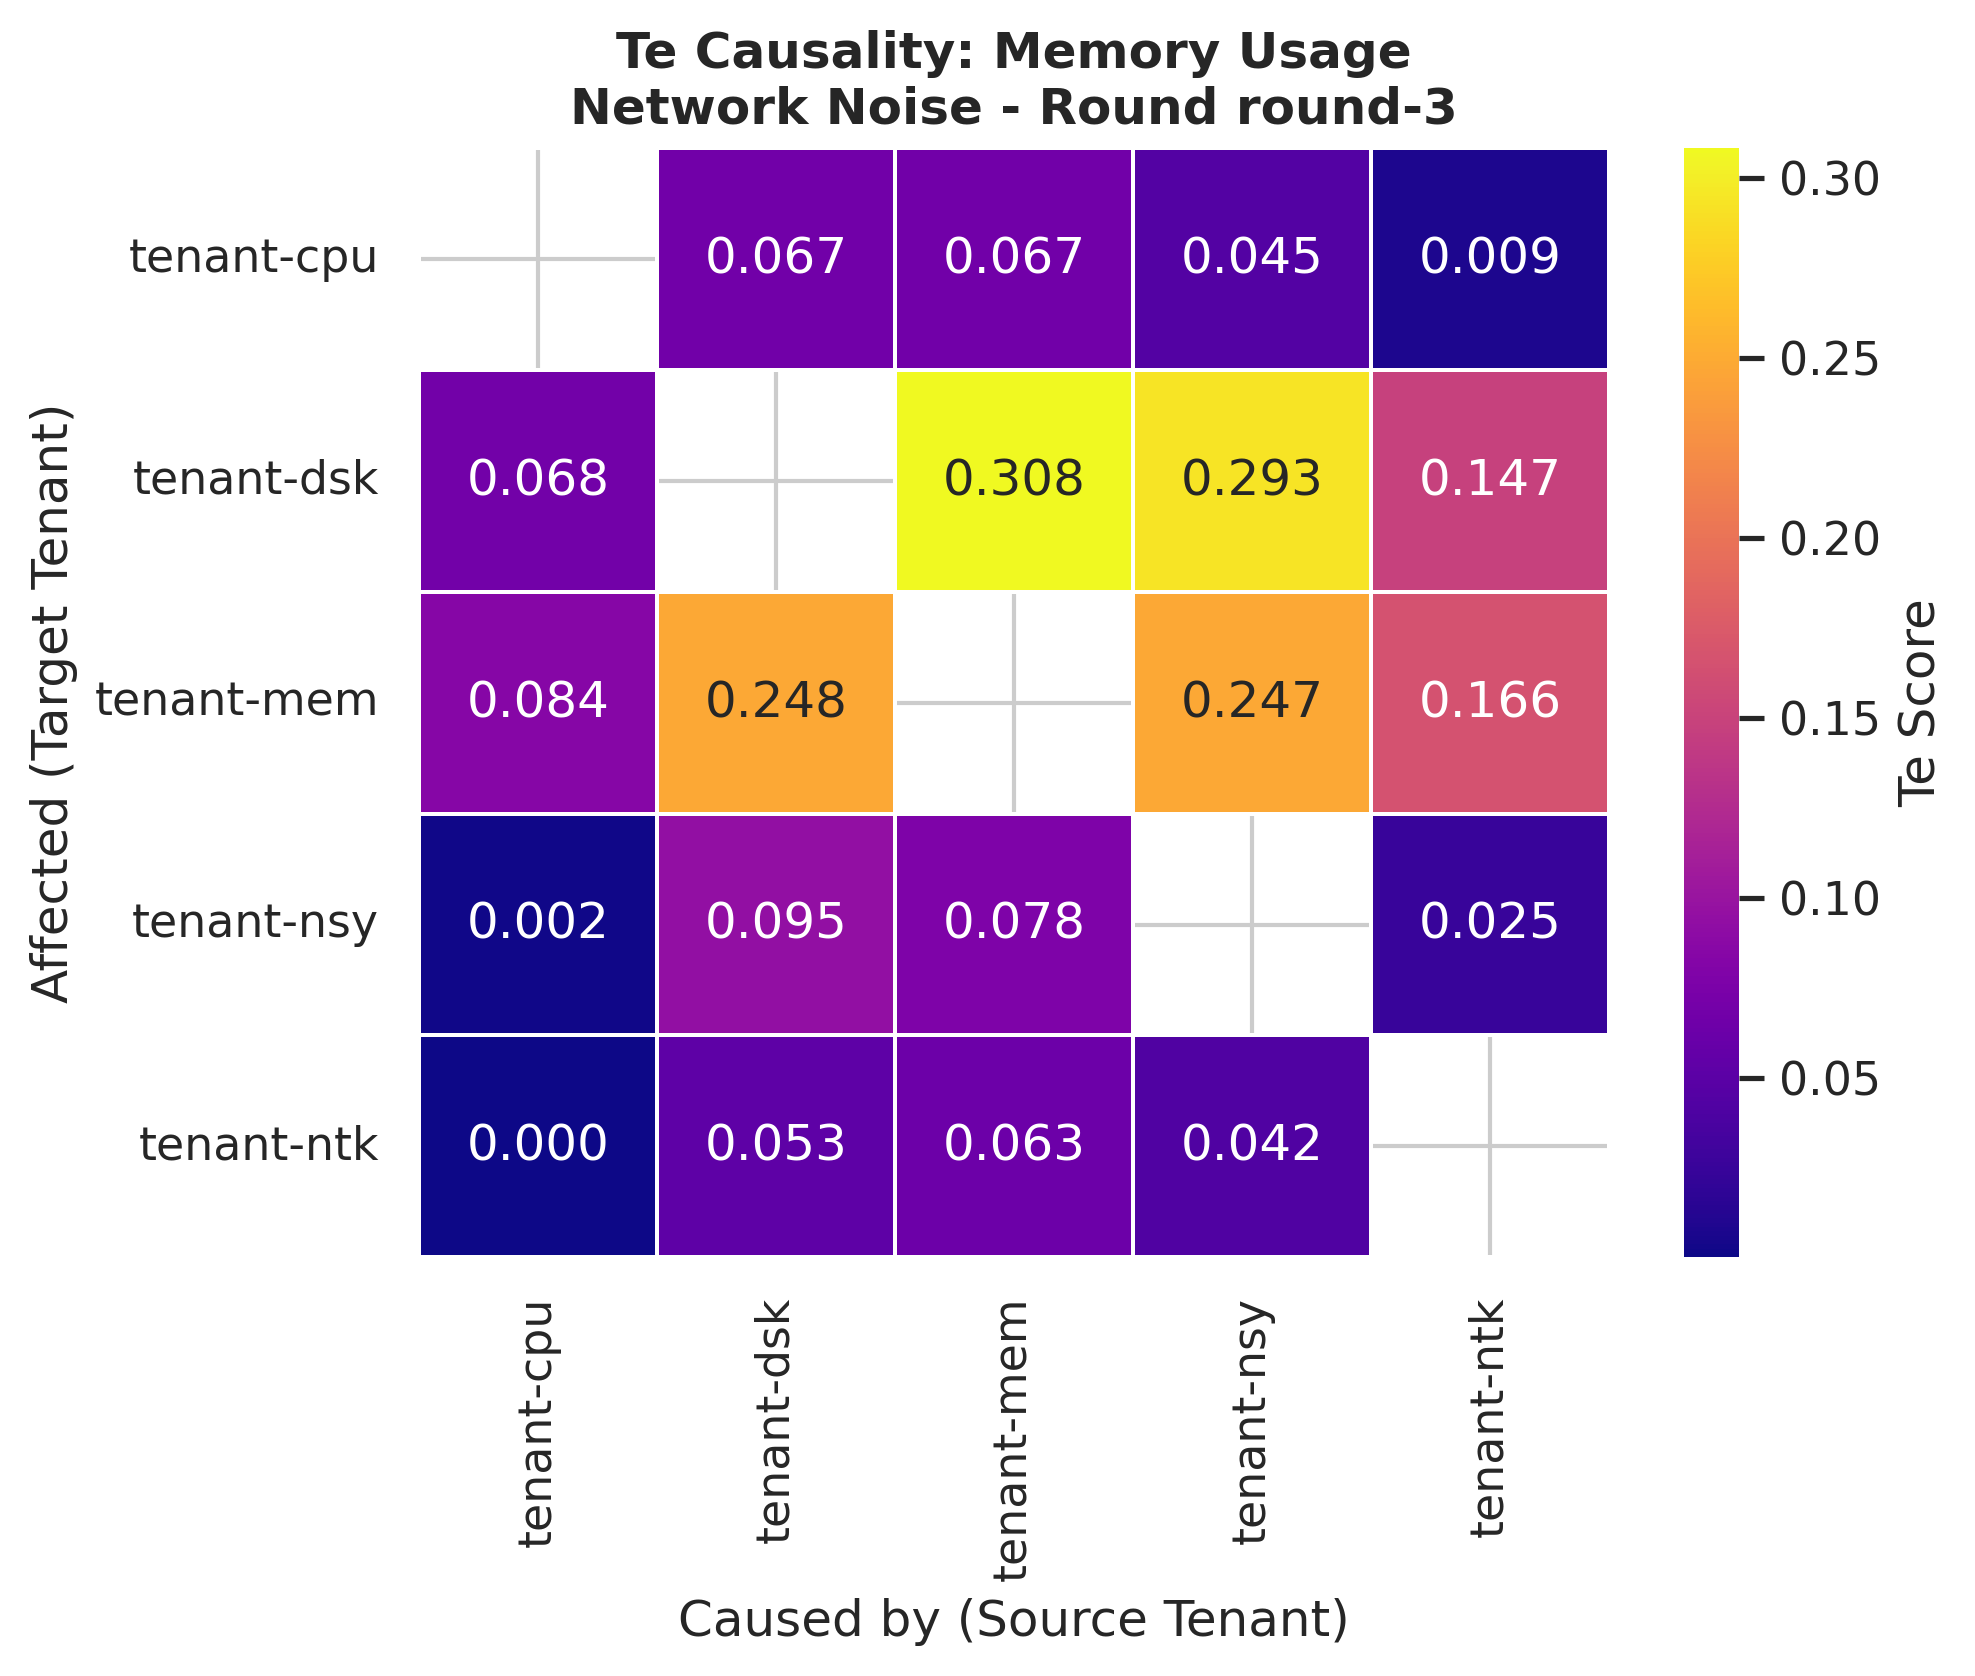 Te Causality: Memory Usage
Network Noise - Round round-3
tenant-cpu 0.067 0.067 0.045 0.009
tenant-dsk 0.068 0.308 0.293 0.147
tenant-mem 0.084 0.248 0.247 0.166
tenant-nsy 0.002 0.095 0.078 0.025
tenant-ntk 0.000 0.053 0.063 0.042
Affected (Target Tenant)
tenant-cpu tenant-dsk tenant-mem tenant-nsy tenant-ntk
Caused by (Source Tenant)
0.30
0.25
0.20
0.15
0.10
0.05
Te Score